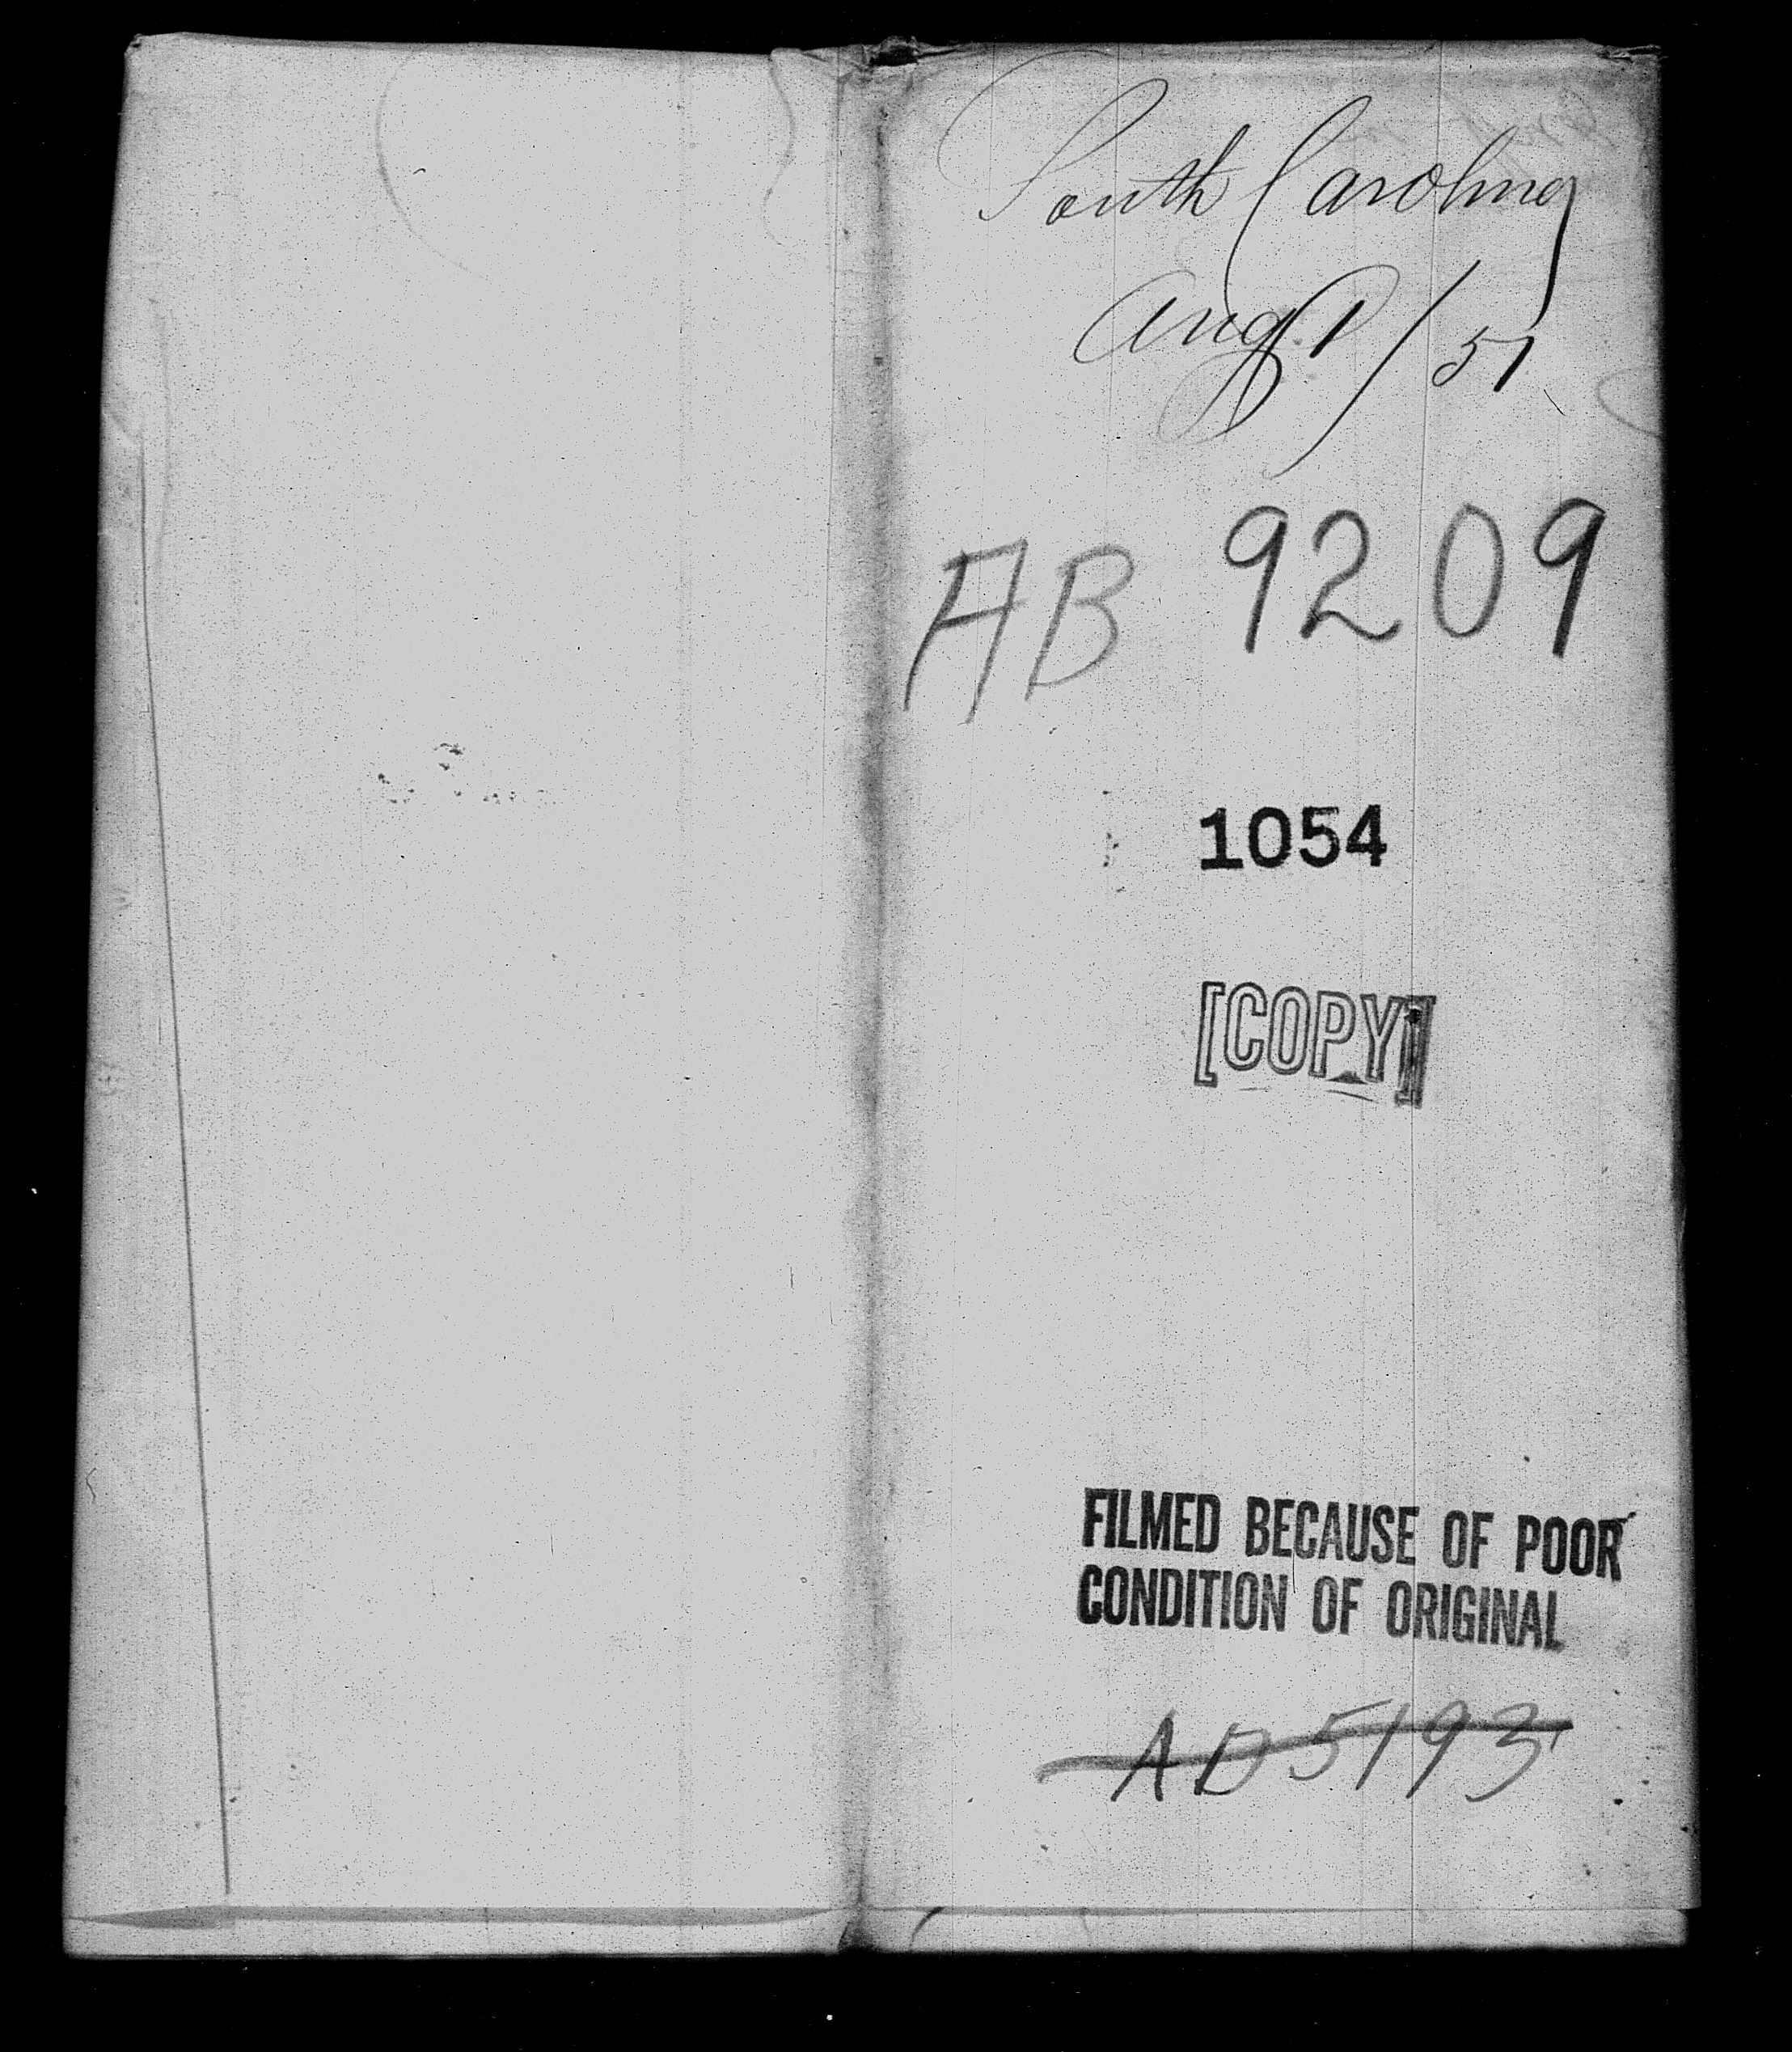 South Carolina
Aug. 1/51
AB 9209
1054
[COPY]
FILMED BECAUSE OF POOR
CONDITION OF ORIGINAL
AD 5193